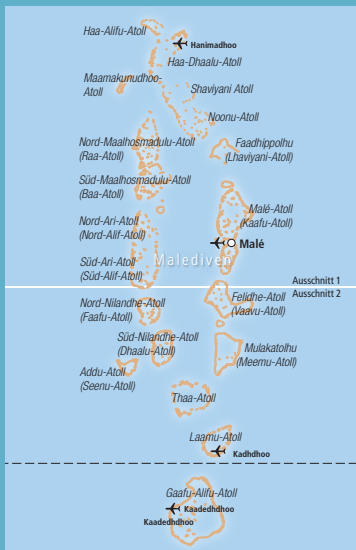 Haa-Alifu-Atoll
Hanimadhoo
Haa-Dhaalu-Atoll
Maamakunudhoo-
Atoll
Shaviyani Atoll
Noonu-Atoll
Nord-Maalhosmadulu-Atoll
(Raa-Atoll)
Faadhippolhu
(Lhaviyani-Atoll)
Süd-Maalhosmadulu-Atoll
(Baa-Atoll)
Malé-Atoll
(Kaafu-Atoll)
Nord-Ari-Atoll
(Nord-Alif-Atoll)
Malé
Malediven
Süd-Ari-Atoll
(Süd-Alif-Atoll)
Ausschnitt 1
Ausschnitt 2
Nord-Nilandhe-Atoll
(Faafu-Atoll)
Felidhe-Atoll
(Vaavu-Atoll)
Süd-Nilandhe-Atoll
(Dhaalu-Atoll)
Mulakatolhu
(Meemu-Atoll)
Addu-Atoll
(Seenu-Atoll)
Thaa-Atoll
Laamu-Atoll
Kadhdhoo
Gaafu-Alifu-Atoll
Kaadedhdhoo
Kaadedhdhoo